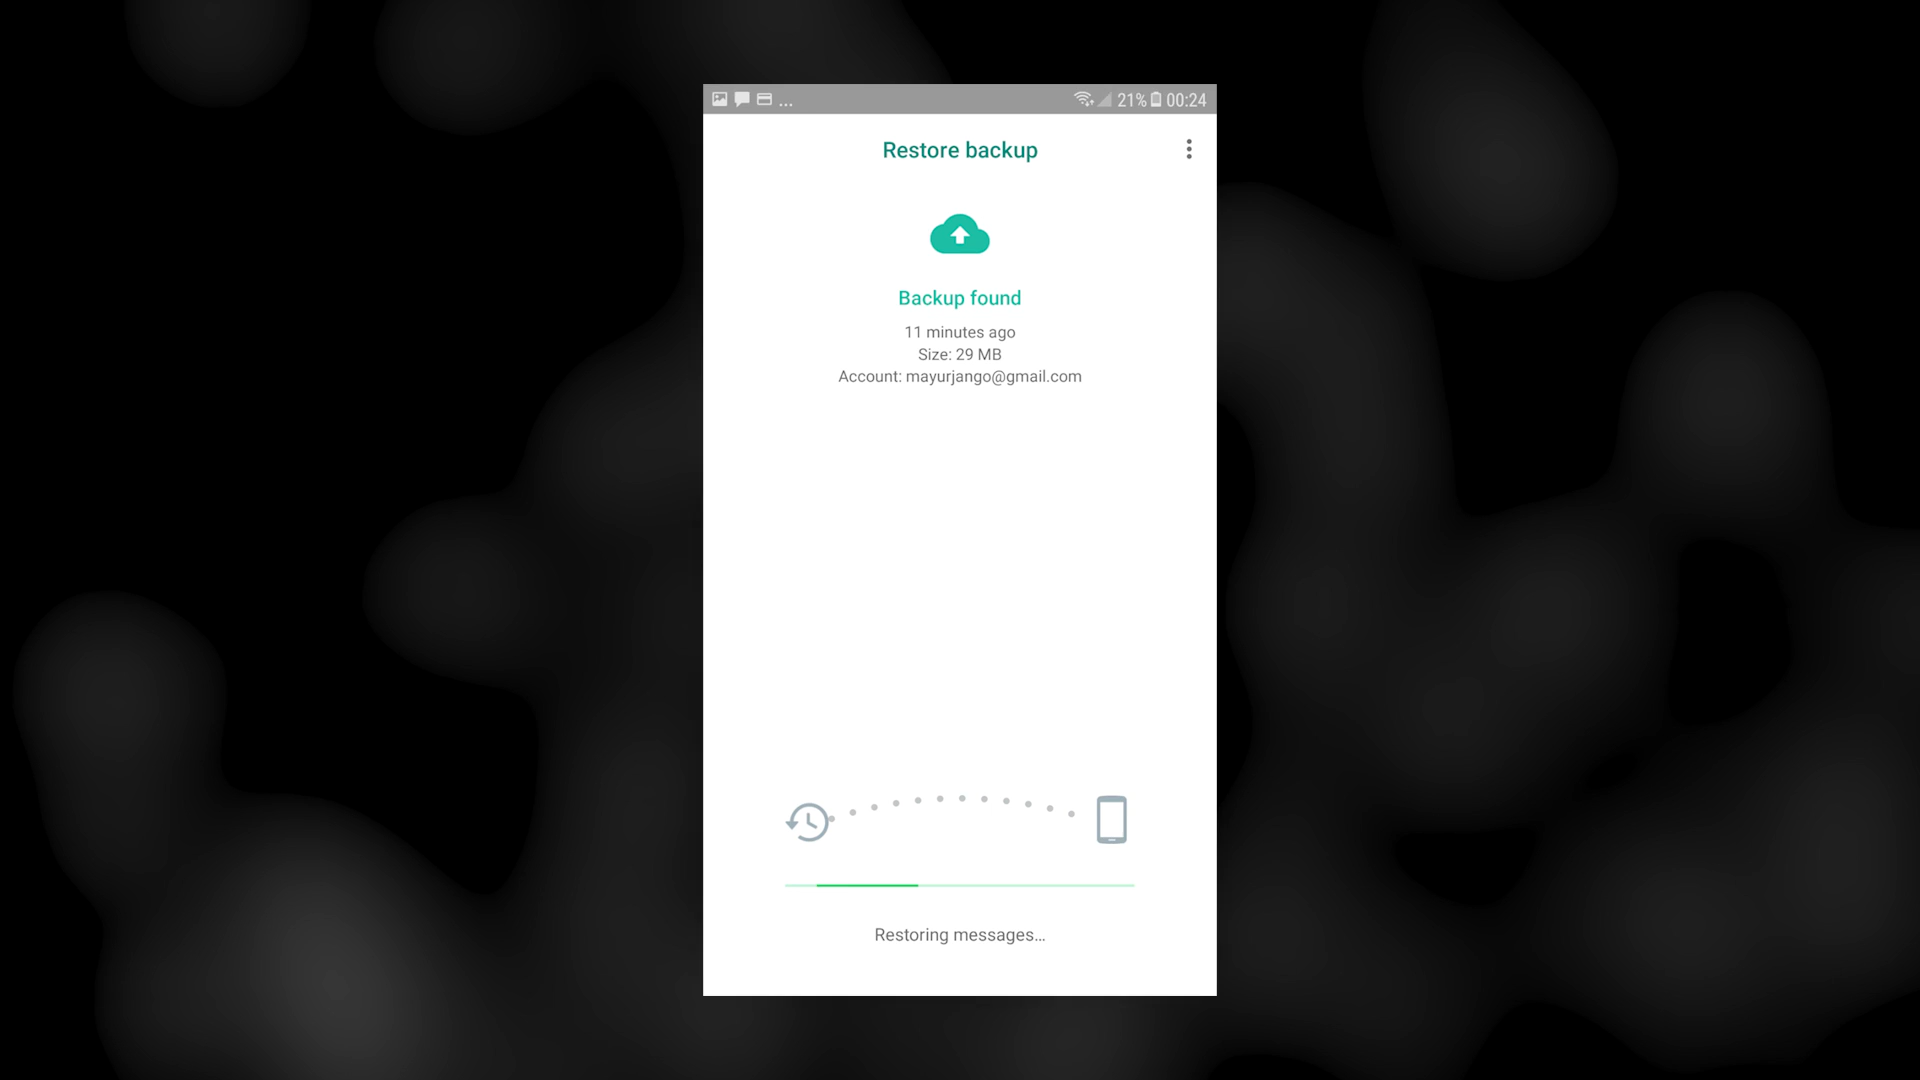 ... 21% 00:24
Restore backup
Backup found
11 minutes ago
Size: 29 MB
Account: mayurjango@gmail.com
Restoring messages...